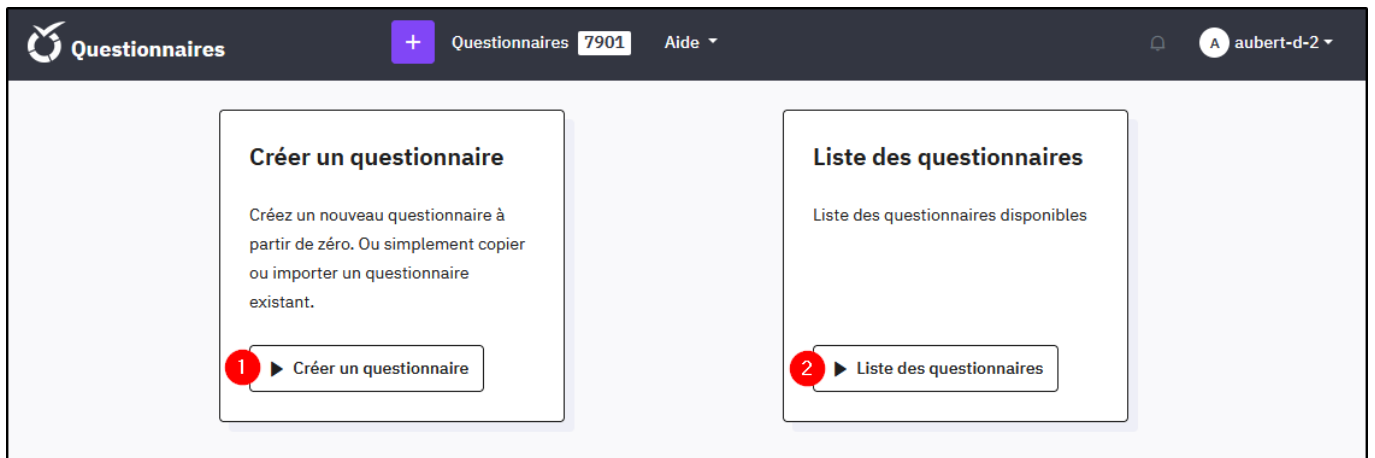 Questionnaires
+ Questionnaires 7901 Aide
A aubert-d-2
Créer un questionnaire
Créez un nouveau questionnaire à
partir de zéro. Ou simplement copier
ou importer un questionnaire
existant.
1 Créer un questionnaire
Liste des questionnaires
Liste des questionnaires disponibles
2 Liste des questionnaires